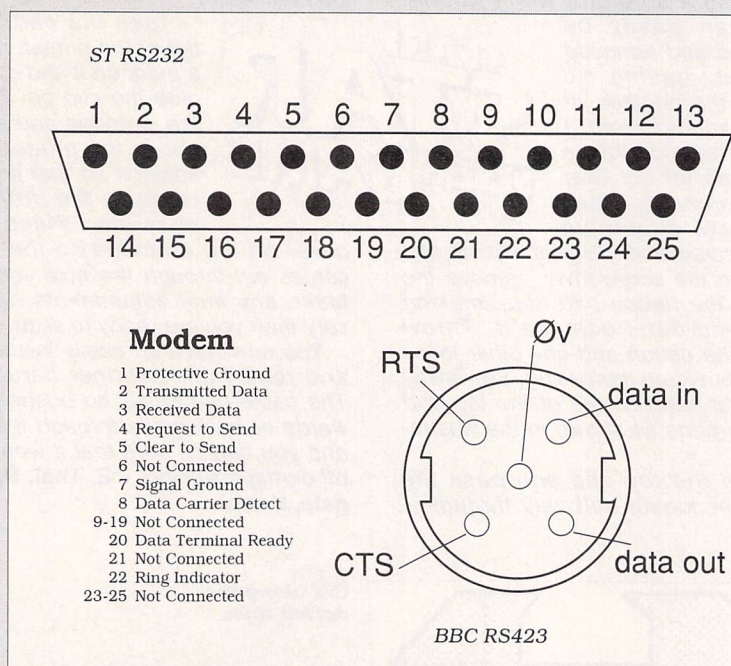 ST RS232
1 2 3 4 5 6 7 8 9 10 11 12 13
14 15 16 17 18 19 20 21 22 23 24 25
Modem
1 Protective Ground
2 Transmitted Data
3 Received Data
4 Request to Send
5 Clear to Send
6 Not Connected
7 Signal Ground
8 Data Carrier Detect
9-19 Not Connected
20 Data Terminal Ready
21 Not Connected
22 Ring Indicator
23-25 Not Connected
Øv
RTS
data in
CTS
data out
BBC RS423